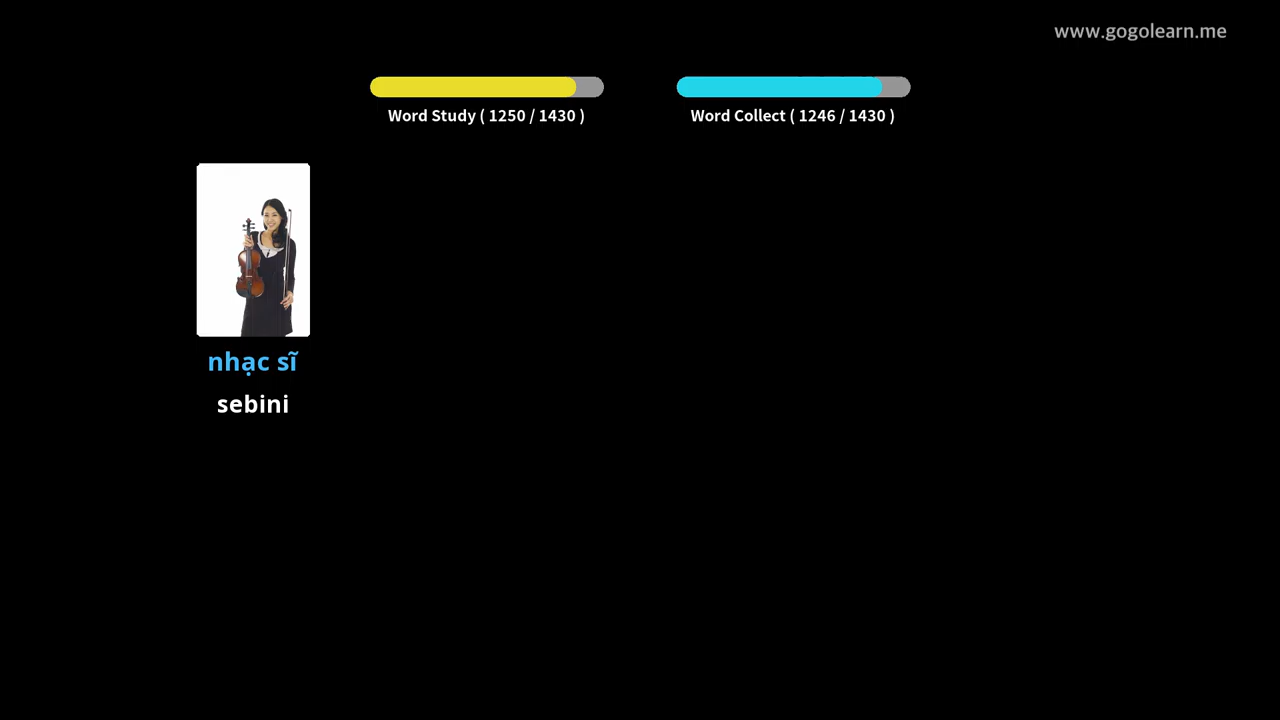 www.gogolearn.me
Word Study ( 1250 / 1430 )
Word Collect ( 1246 / 1430 )
nhạc sĩ
sebini